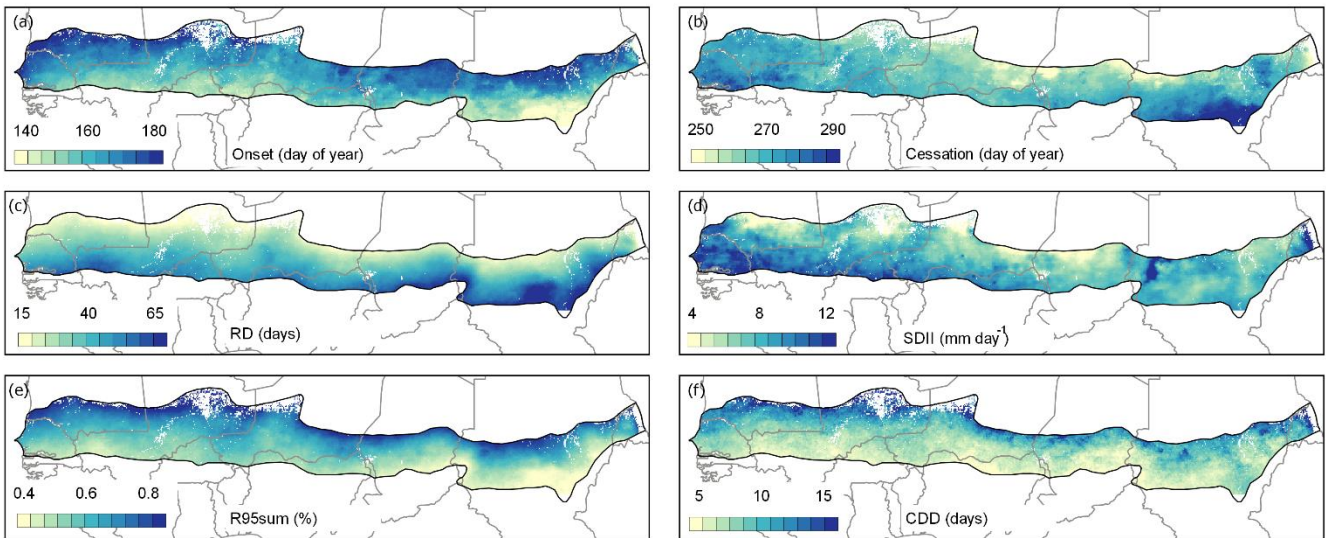 (a)
140 160 180
Onset (day of year)
(b)
250 270 290
Cessation (day of year)
(c)
15 40 65
RD (days)
(d)
4 8 12
SDII (mm day⁻¹)
(e)
0.4 0.6 0.8
R95sum (%)
(f)
5 10 15
CDD (days)